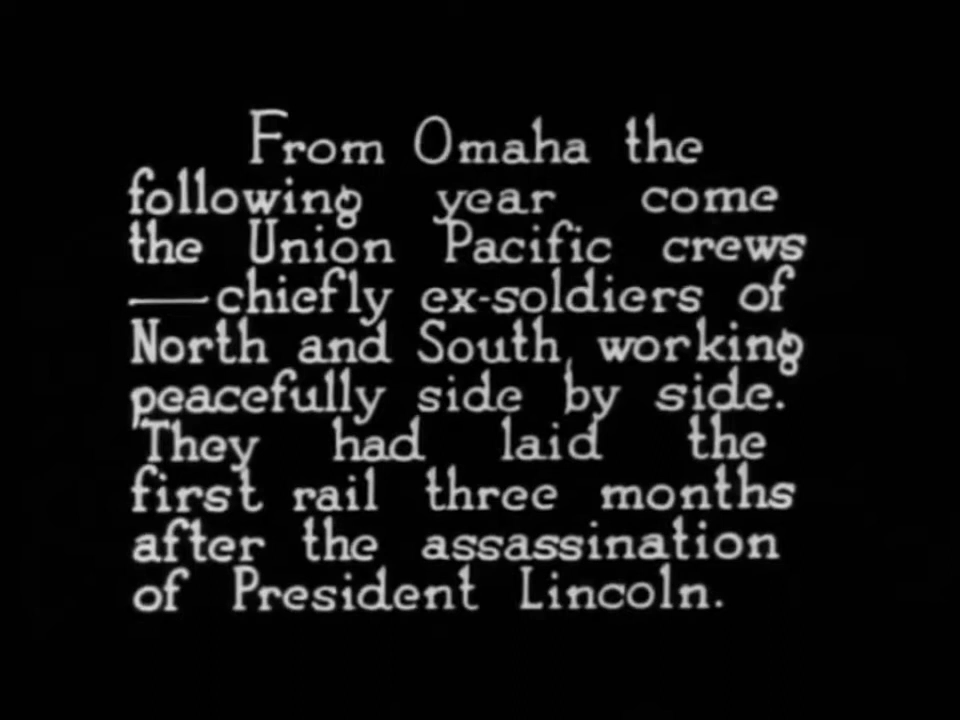 From Omaha the
following year come
the Union Pacific crews
—chiefly ex-soldiers of
North and South, working
peacefully side by side.
They had laid the
first rail three months
after the assassination
of President Lincoln.